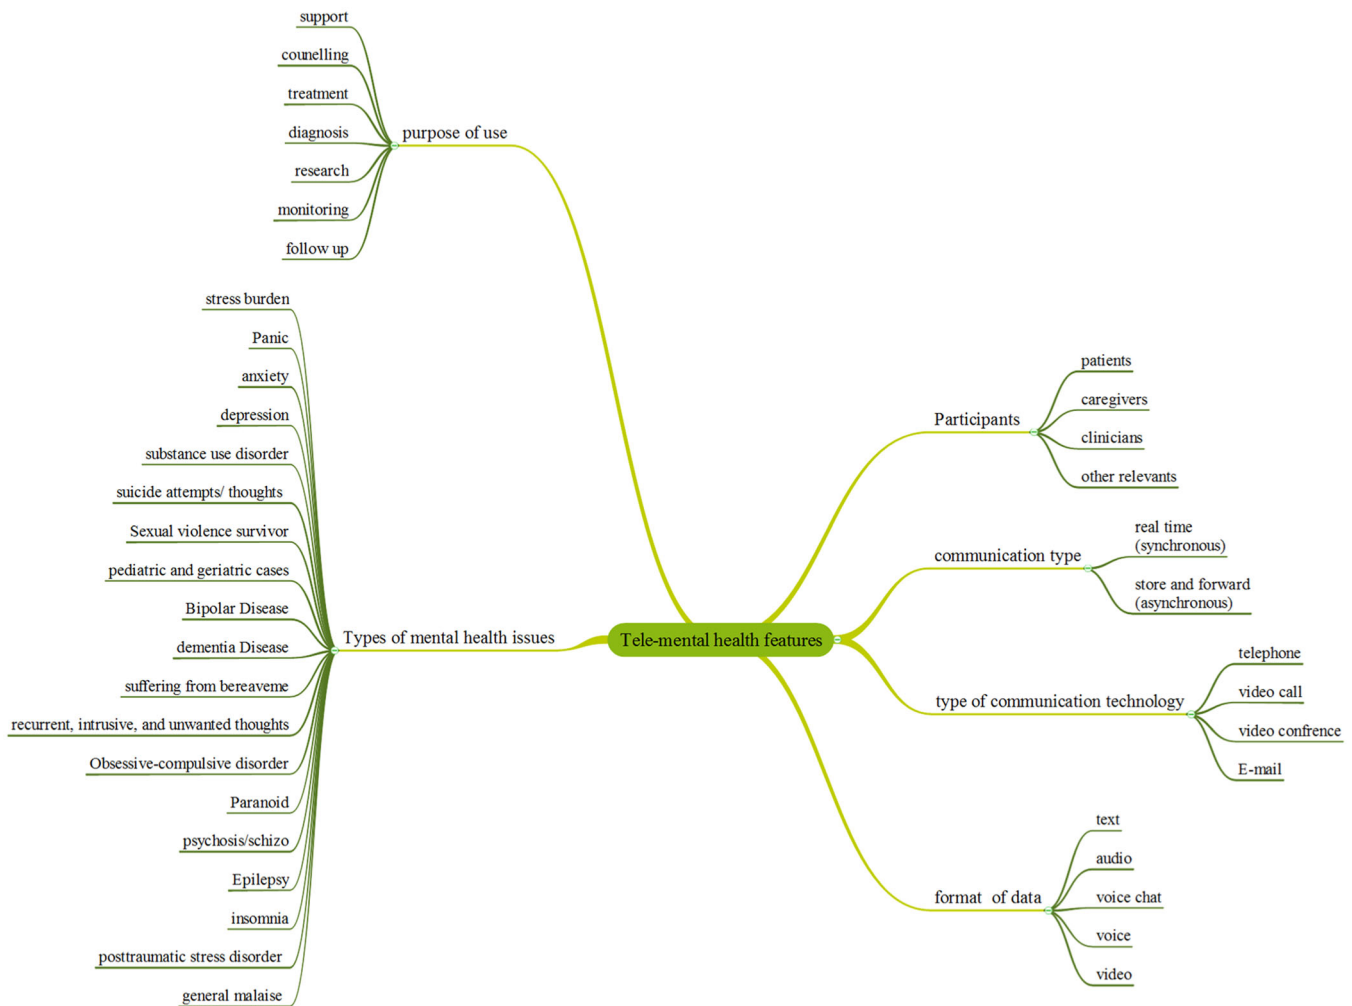 support
counelling
treatment
diagnosis
research
monitoring
follow up
purpose of use
stress burden
Panic
anxiety
depression
substance use disorder
suicide attempts/ thoughts
Sexual violence survivor
pediatric and geriatric cases
Bipolar Disease
dementia Disease
suffering from bereaveme
recurrent, intrusive, and unwanted thoughts
Obsessive-compulsive disorder
Paranoid
psychosis/schizo
Epilepsy
insomnia
posttraumatic stress disorder
general malaise
Types of mental health issues
Tele-mental health features
Participants
patients
caregivers
clinicians
other relevants
communication type
real time
(synchronous)
store and forward
(asynchronous)
type of communication technology
telephone
video call
video confrence
E-mail
format of data
text
audio
voice chat
voice
video